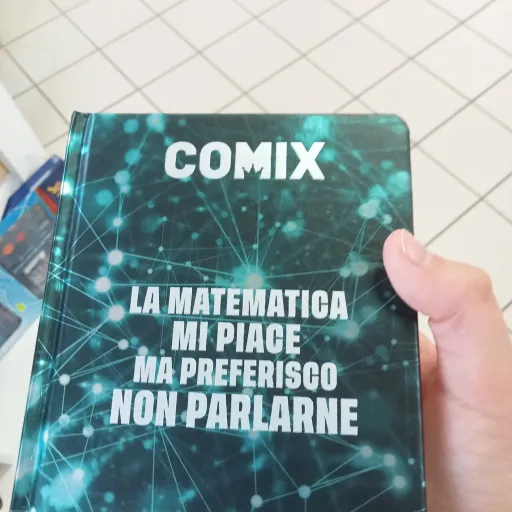 COMIX
LA MATEMATICA
MI PIACE
MA PREFERISCO
NON PARLARNE